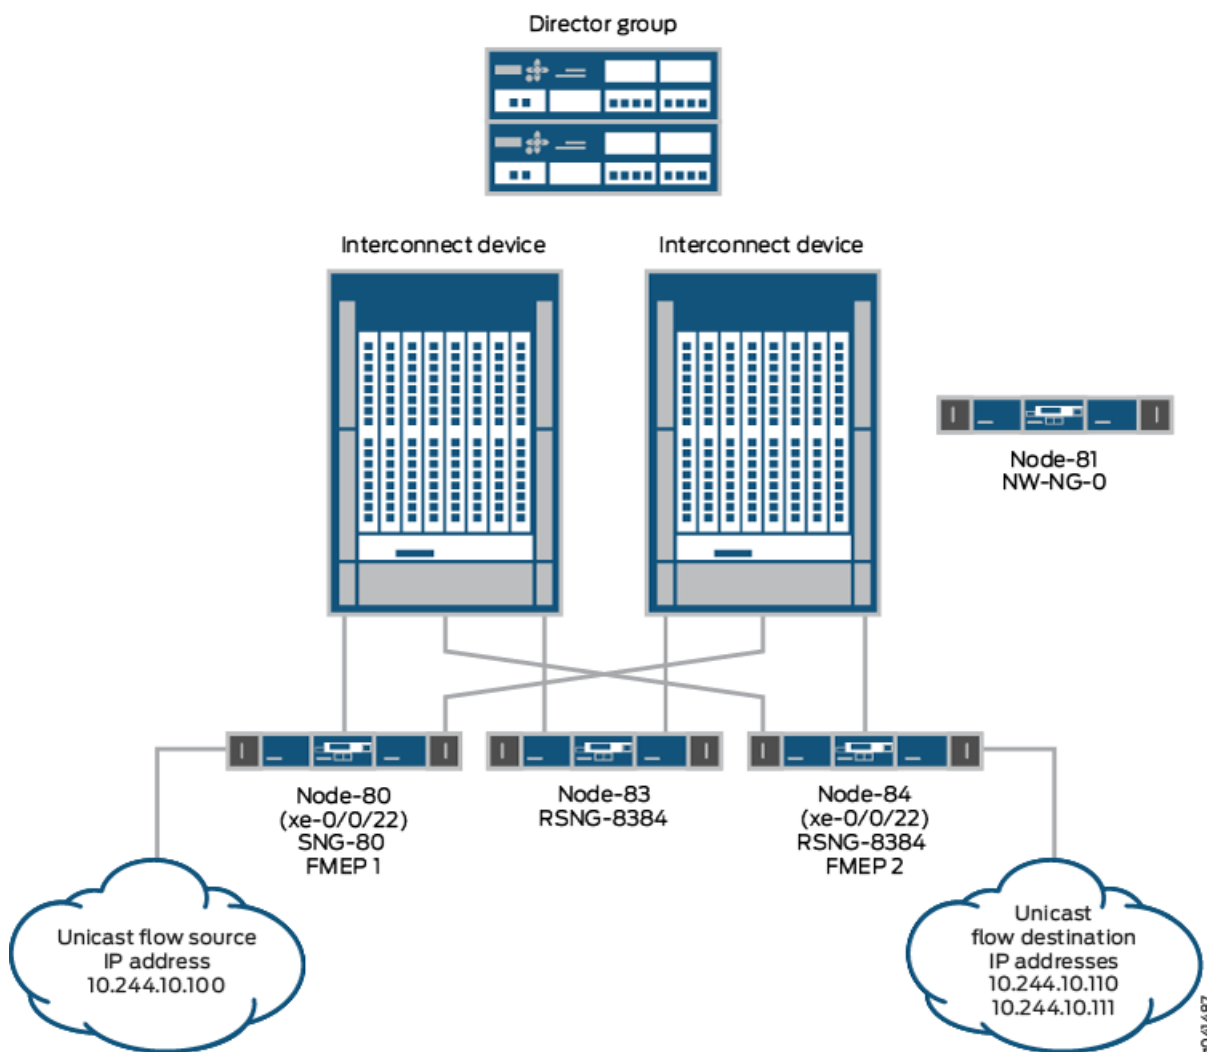 Director group
Interconnect device
Interconnect device
Node-81
NW-NG-0
Node-80
(xe-0/0/22)
SNG-80
FMEP 1
Node-83
RSNG-8384
Node-84
(xe-0/0/22)
RSNG-8384
FMEP 2
Unicast flow source
IP address
10.244.10.100
Unicast
flow destination
IP addresses
10.244.10.110
10.244.10.111
g041487